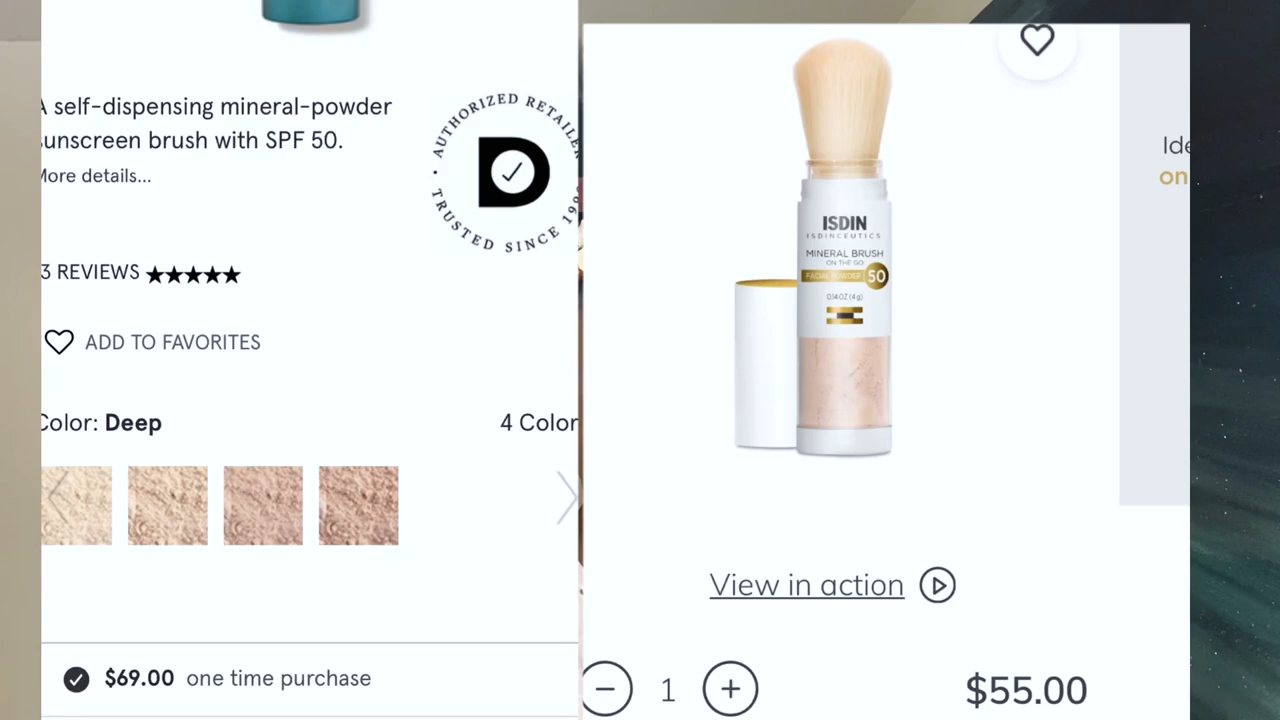 A self-dispensing mineral-powder
sunscreen brush with SPF 50.
More details...
• AUTHORIZED RETAILER
• TRUSTED SINCE 199
D
3 REVIEWS ★★★★★
ADD TO FAVORITES
Color: Deep
4 Color
$69.00 one time purchase
ISDIN
ISDINCEUTICS
MINERAL BRUSH
ON THE GO
FACIAL POWDER 50
0.14 OZ (4 g)
Ide
on
View in action
1
$55.00